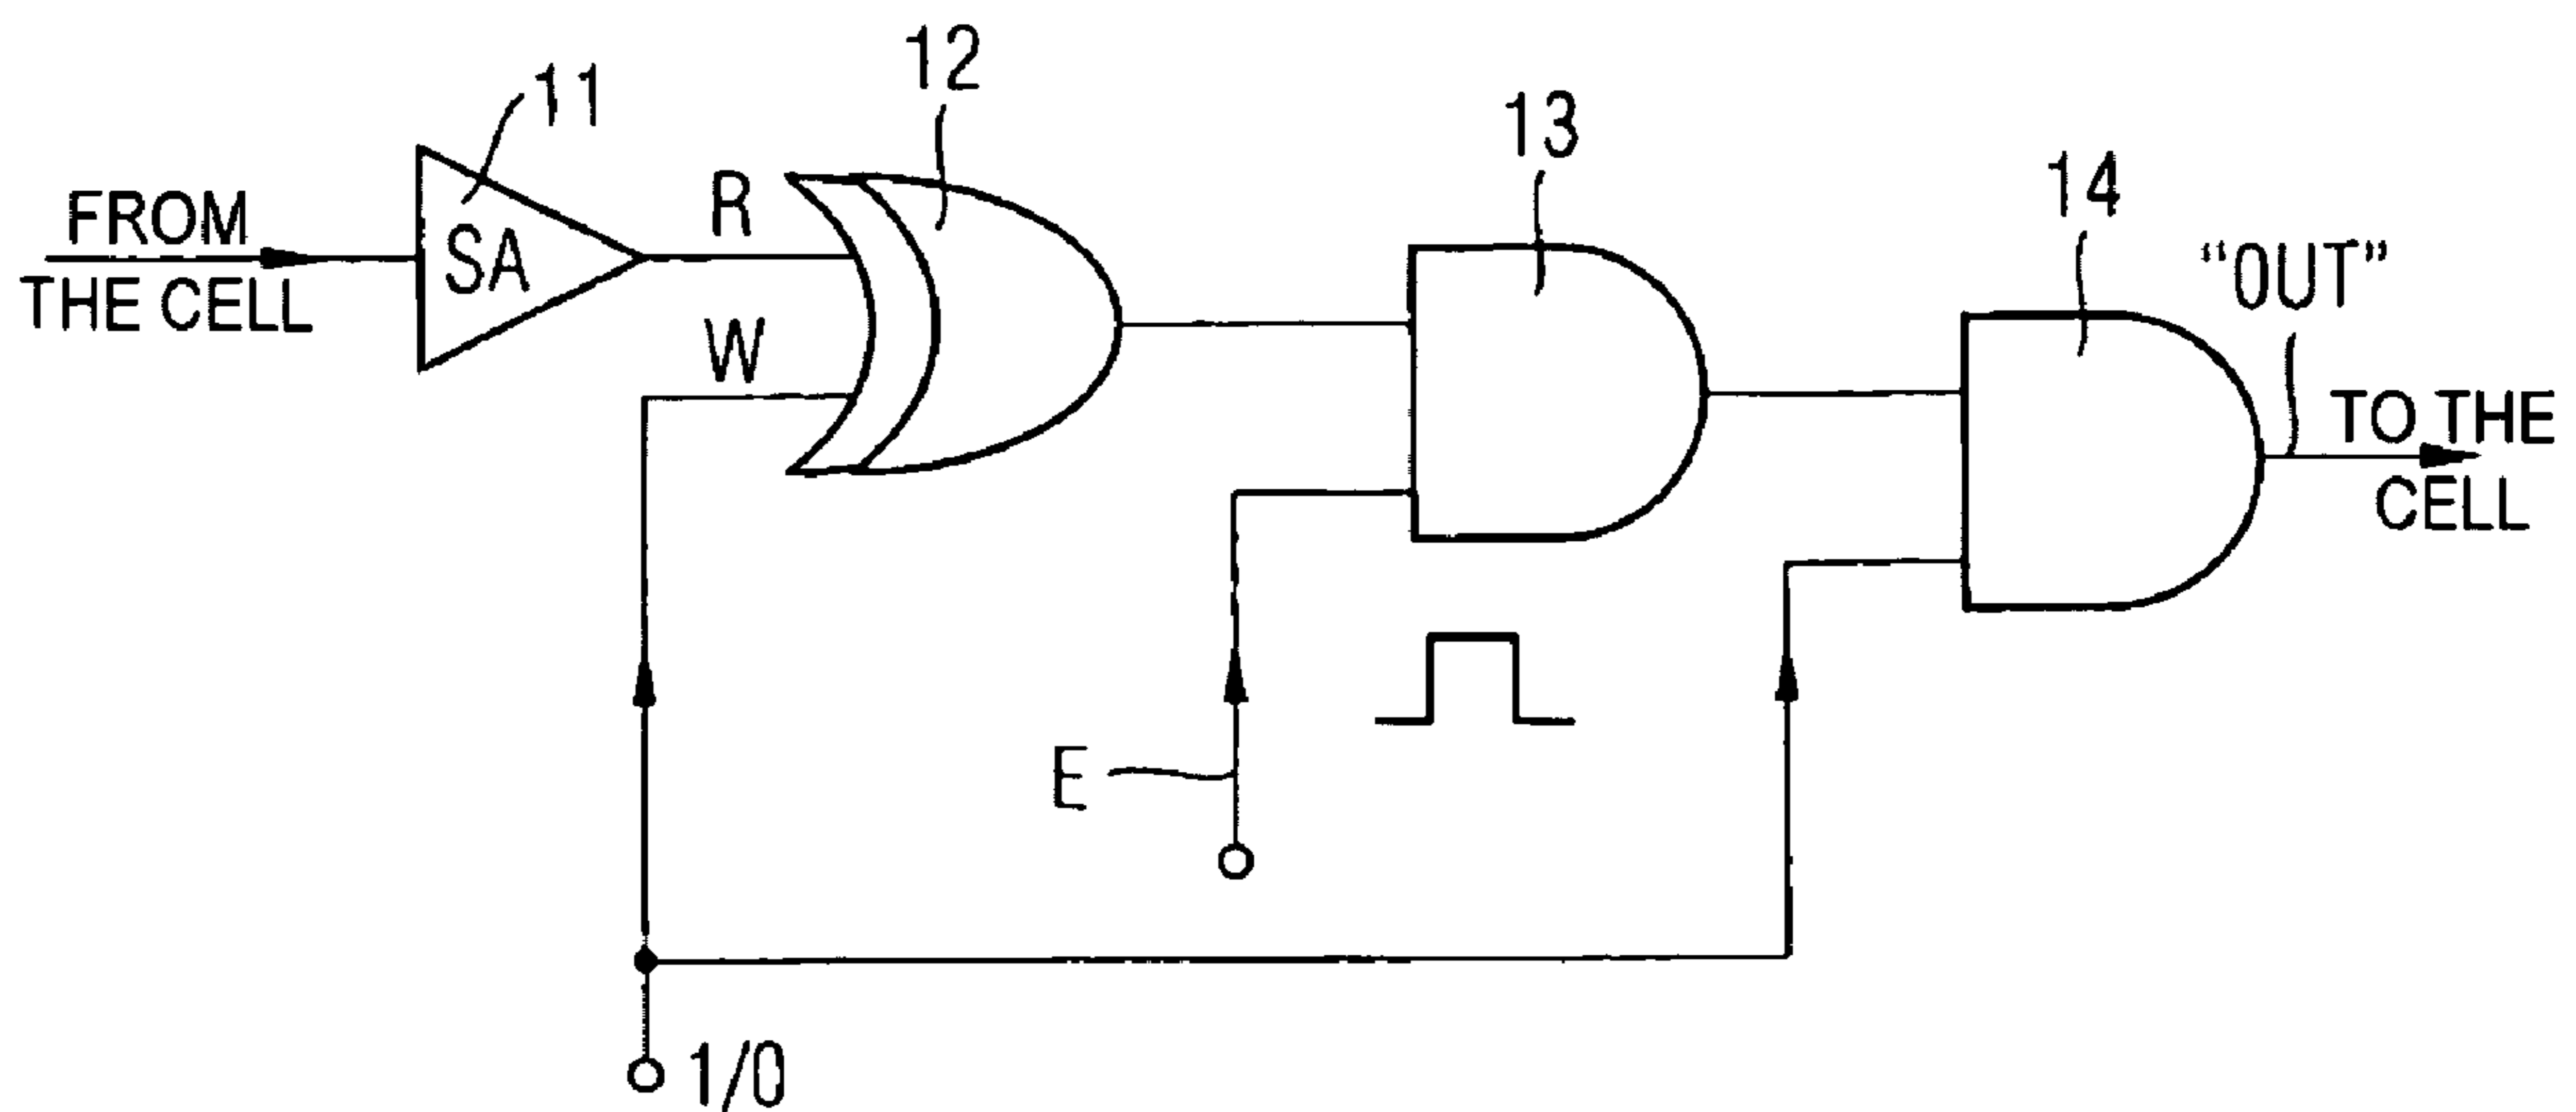 12
11
13
14
FROM
THE CELL
SA
R
W
"OUT"
TO THE
CELL
E
1/0